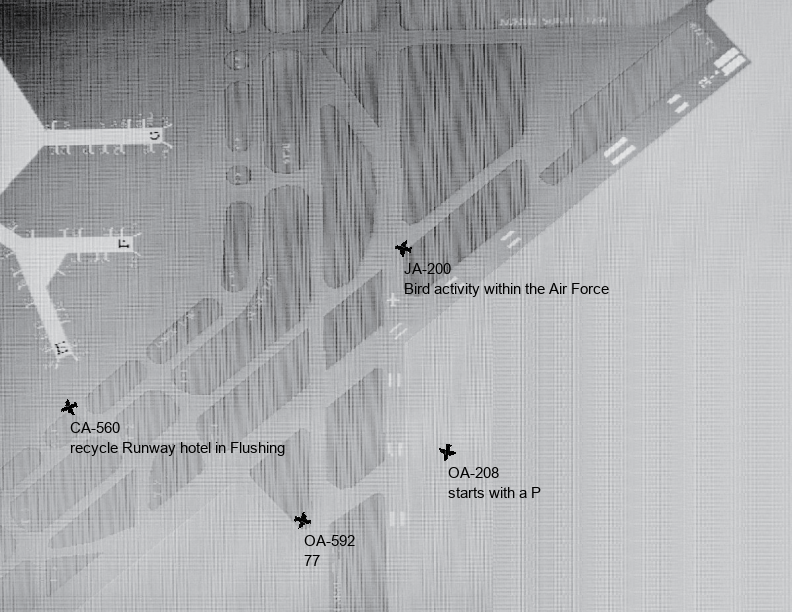 JA-200
Bird activity within the Air Force
CA-560
recycle Runway hotel in Flushing
OA-208
starts with a P
OA-592
77